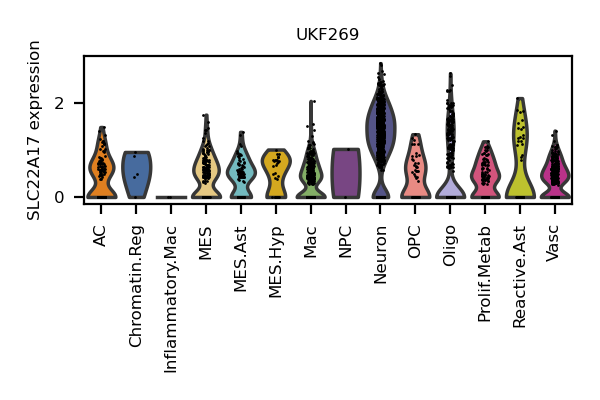 UKF269
SLC22A17 expression
2
0
AC
Chromatin.Reg
Inflammatory.Mac
MES
MES.Ast
MES.Hyp
Mac
NPC
Neuron
OPC
Oligo
Prolif.Metab
Reactive.Ast
Vasc